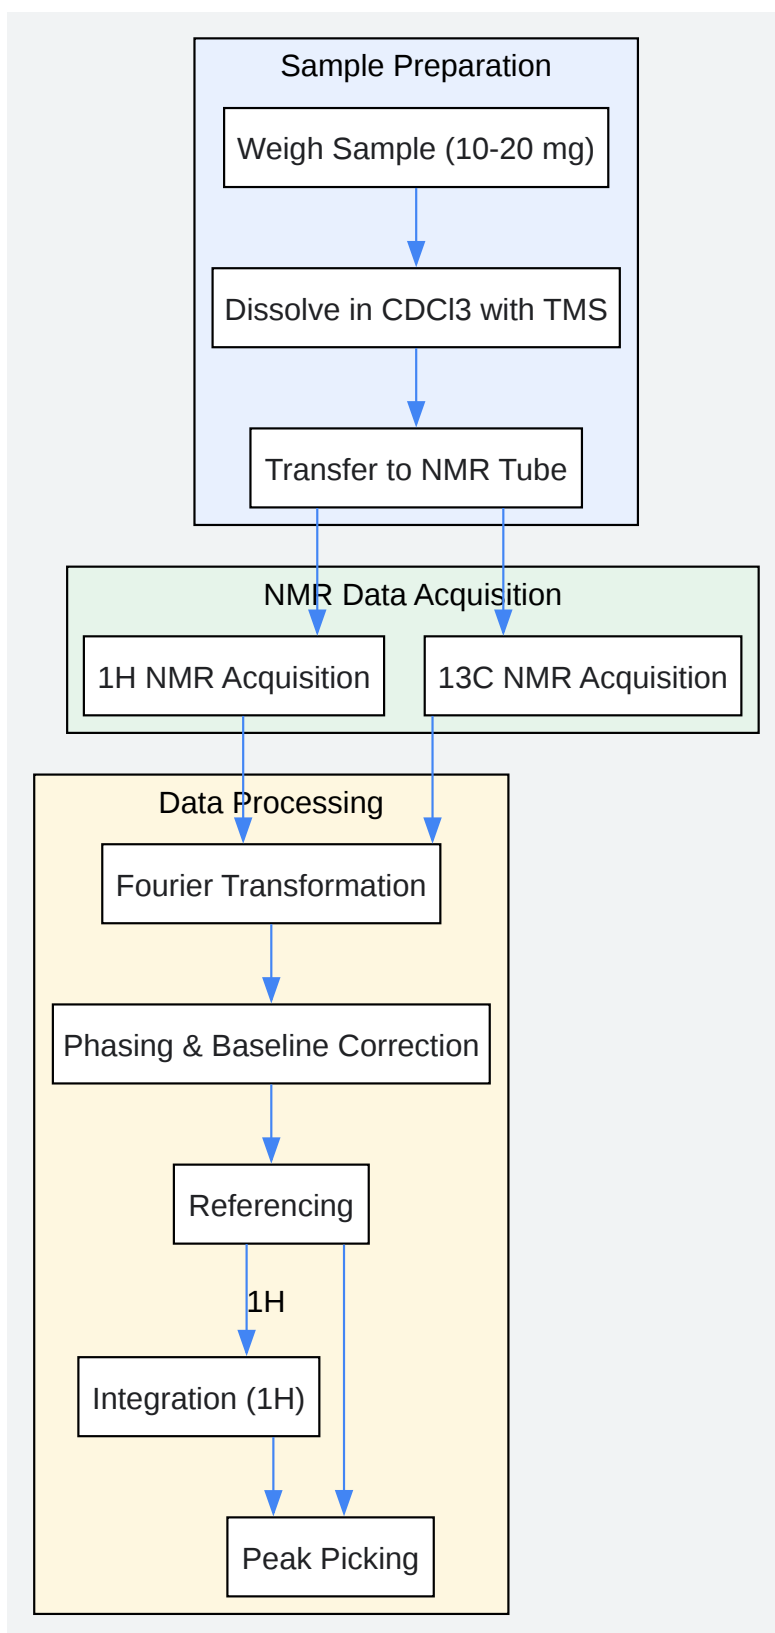 Sample Preparation
Weigh Sample (10-20 mg)
Dissolve in CDCl3 with TMS
Transfer to NMR Tube
NMR Data Acquisition
1H NMR Acquisition
13C NMR Acquisition
Data Processing
Fourier Transformation
Phasing & Baseline Correction
Referencing
1H
Integration (1H)
Peak Picking